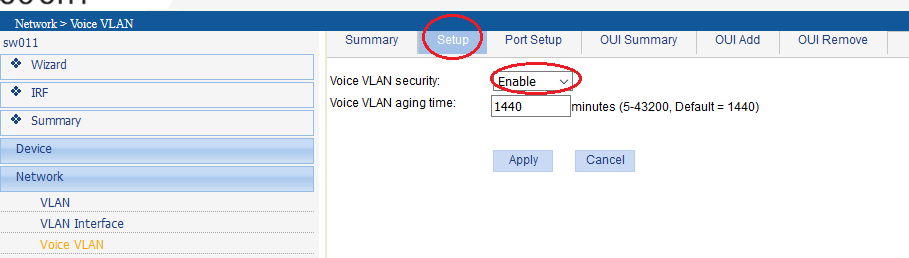 Network > Voice VLAN
sw011
Summary Setup Port Setup OUI Summary OUI Add OUI Remove
Wizard
IRF
Summary
Device
Network
VLAN
VLAN Interface
Voice VLAN
Voice VLAN security: Enable
Voice VLAN aging time: 1440 minutes (5-43200, Default = 1440)
Apply Cancel